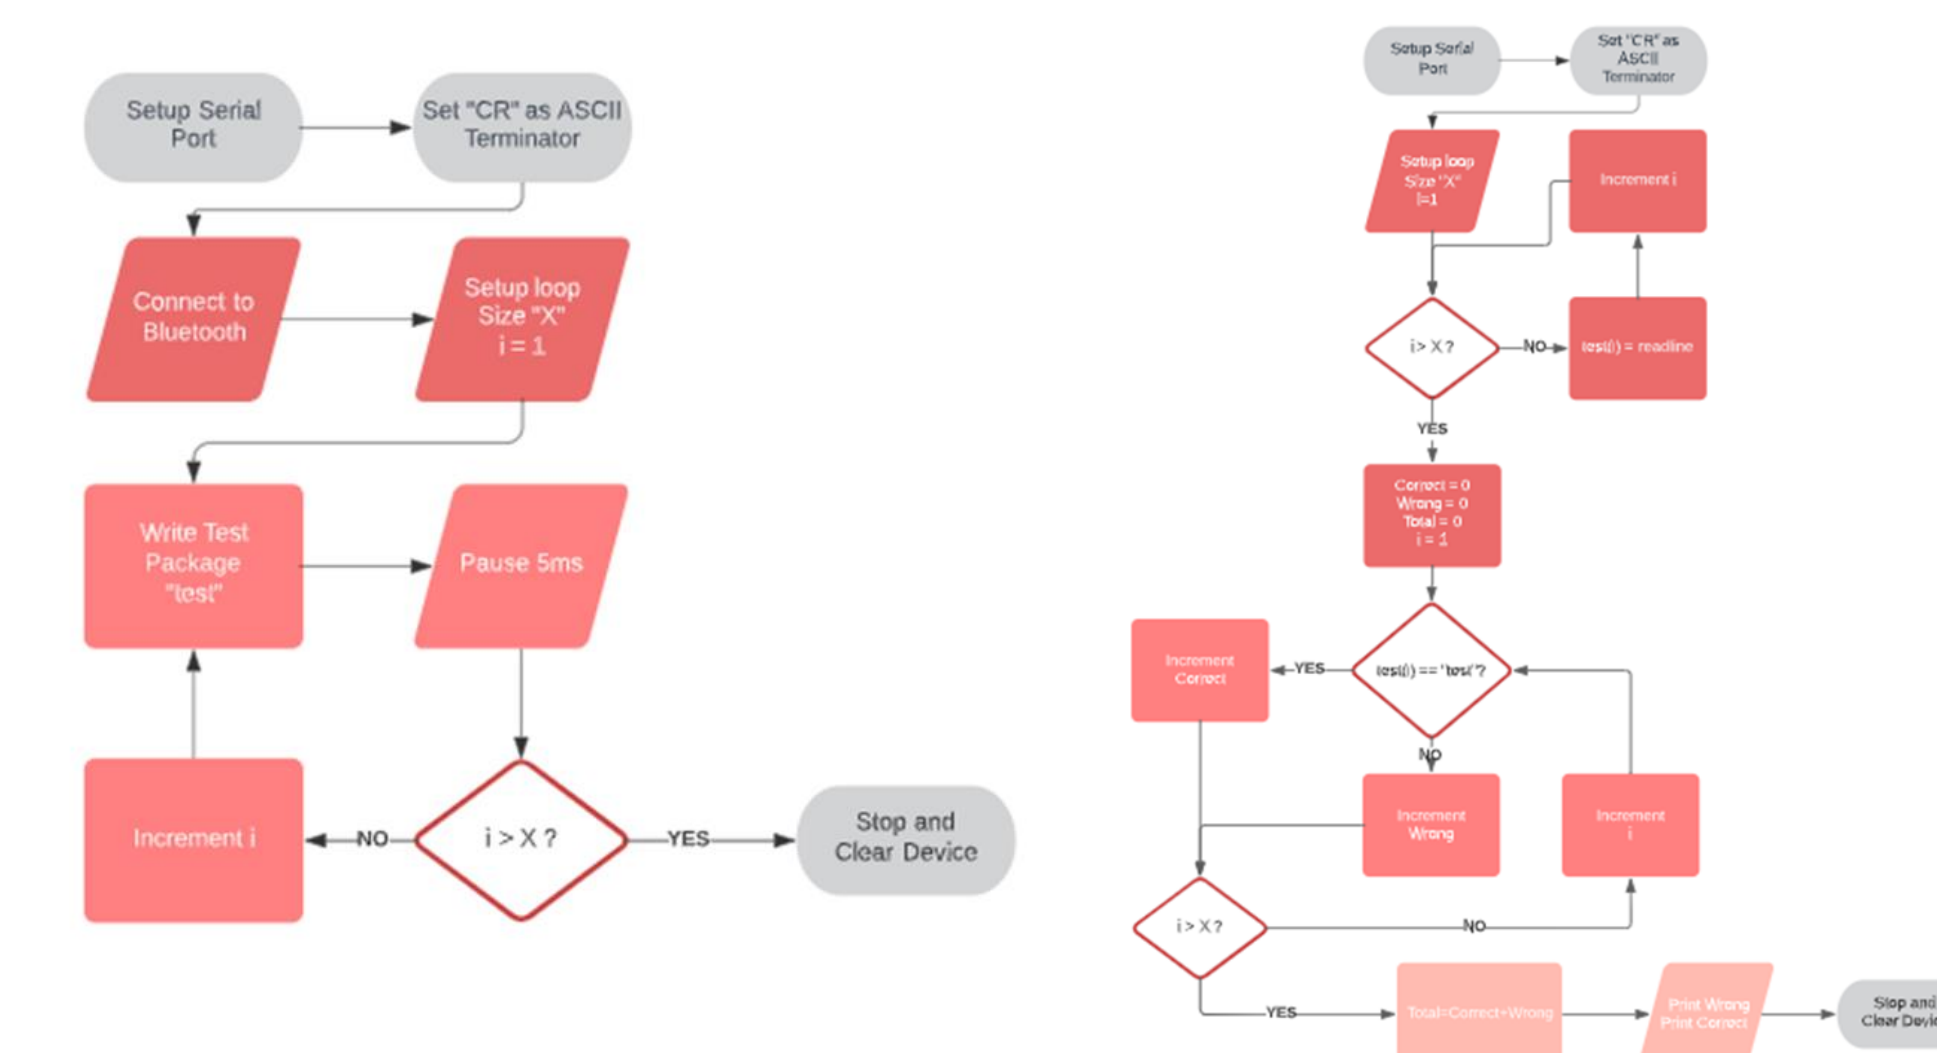 Setup Serial
Port
Set "CR" as ASCII
Terminator
Connect to
Bluetooth
Setup loop
Size "X"
i = 1
Write Test
Package
"test"
Pause 5ms
Increment i
NO
i > X ?
YES
Stop and
Clear Device
Setup Serial
Port
Set "CR" as
ASCII
Terminator
Setup loop
Size "X"
i=1
Increment i
i > X ?
NO
test(i) = readline
YES
Correct = 0
Wrong = 0
Total = 0
i = 1
Increment
Correct
YES
test(i) == 'test'?
NO
Increment
Wrong
Increment
i
i > X ?
NO
YES
Total=Correct+Wrong
Print Wrong
Print Correct
Stop and
Clear